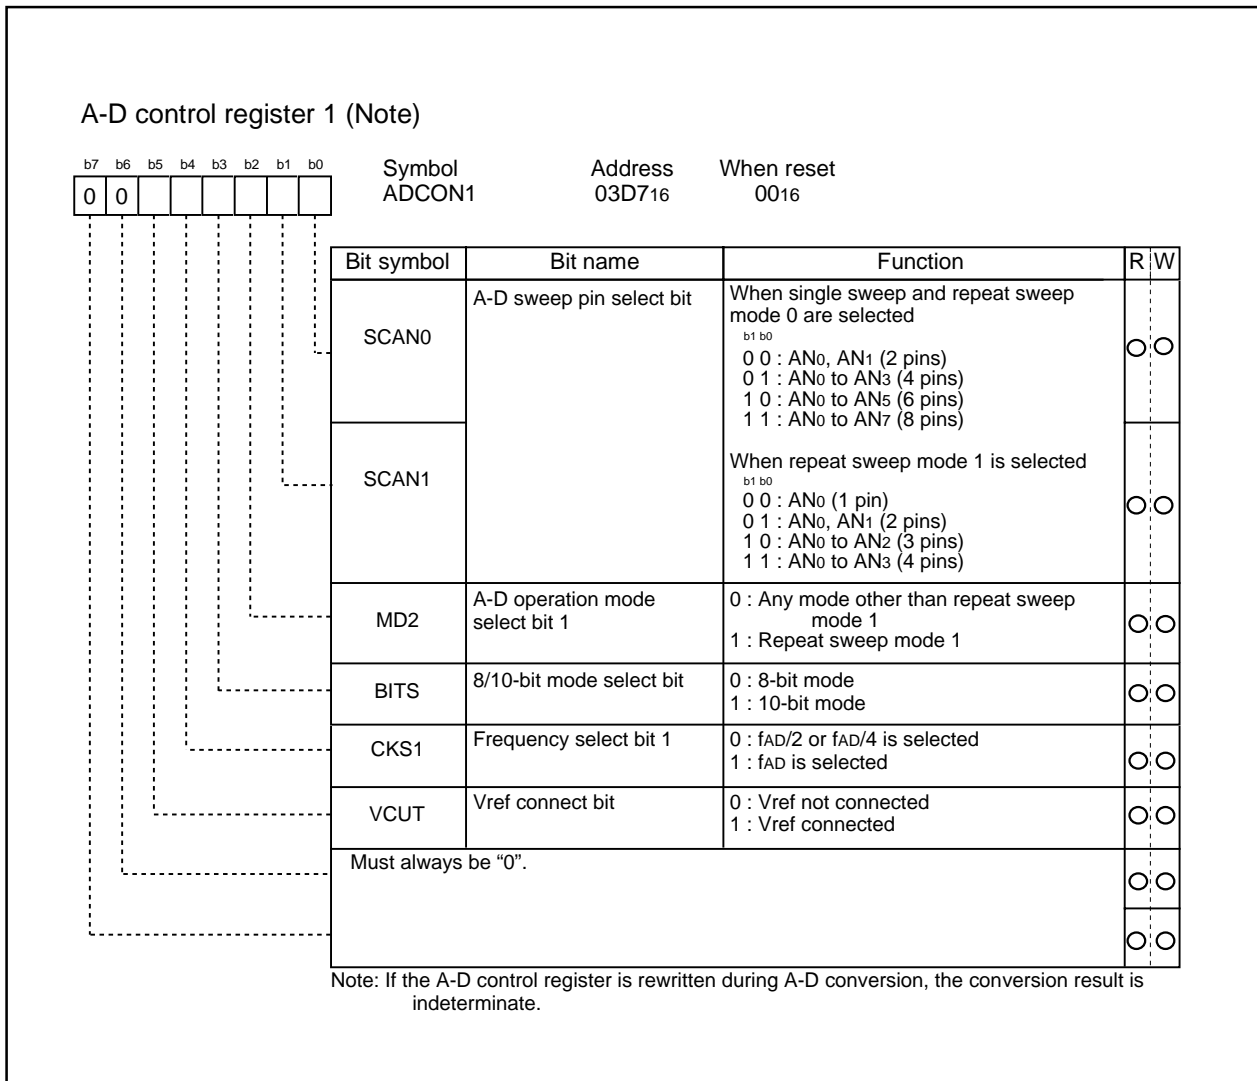 A-D control register 1 (Note)
b7 b6 b5 b4 b3 b2 b1 b0
0 0
Symbol Address When reset
ADCON1 03D716 0016
Bit symbol Bit name Function R W
SCAN0
A-D sweep pin select bit
When single sweep and repeat sweep
mode 0 are selected
b1 b0
0 0 : AN0, AN1 (2 pins)
0 1 : AN0 to AN3 (4 pins)
1 0 : AN0 to AN5 (6 pins)
1 1 : AN0 to AN7 (8 pins)
SCAN1
When repeat sweep mode 1 is selected
b1 b0
0 0 : AN0 (1 pin)
0 1 : AN0, AN1 (2 pins)
1 0 : AN0 to AN2 (3 pins)
1 1 : AN0 to AN3 (4 pins)
MD2
A-D operation mode
select bit 1
0 : Any mode other than repeat sweep
mode 1
1 : Repeat sweep mode 1
BITS
8/10-bit mode select bit
0 : 8-bit mode
1 : 10-bit mode
CKS1
Frequency select bit 1
0 : fAD/2 or fAD/4 is selected
1 : fAD is selected
VCUT
Vref connect bit
0 : Vref not connected
1 : Vref connected
Must always be “0”.
Note: If the A-D control register is rewritten during A-D conversion, the conversion result is
indeterminate.